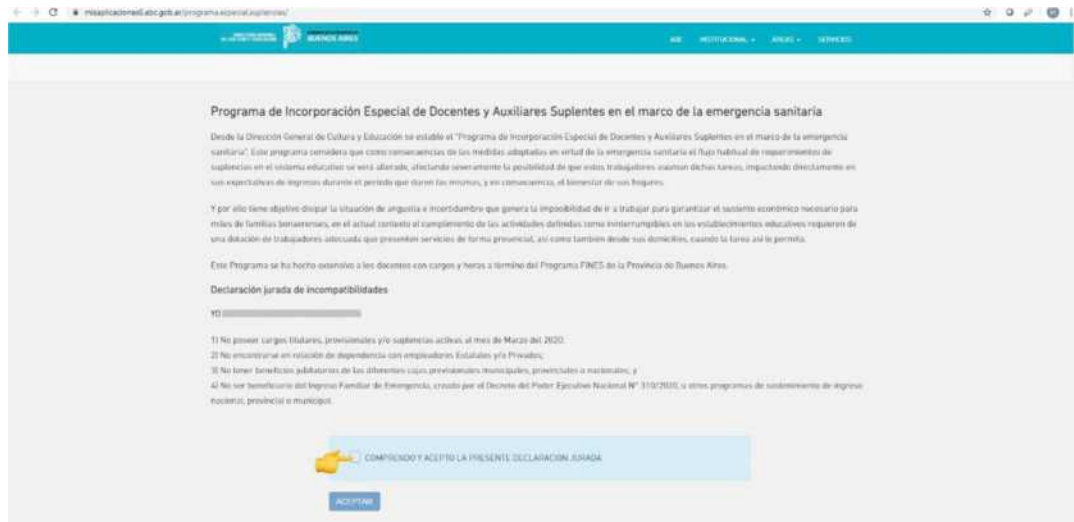 misaplicaciones5.abc.gob.ar/programa.especial.suplencias/
BUENOS AIRES
ABC INSTITUCIONAL ÁREAS SERVICIOS
Programa de Incorporación Especial de Docentes y Auxiliares Suplentes en el marco de la emergencia sanitaria
Desde la Dirección General de Cultura y Educación se estable el "Programa de Incorporación Especial de Docentes y Auxiliares Suplentes en el marco de la emergencia
sanitaria". Este programa considera que como consecuencias de las medidas adoptadas en virtud de la emergencia sanitaria el flujo habitual de requerimientos de
suplencias en el sistema educativo se verá alterado, afectando severamente la posibilidad de que estos trabajadores asuman dichas tareas, impactando directamente en
sus expectativas de ingresos durante el período que duren las mismas, y en consecuencia, el bienestar de sus hogares.
Y por ello tiene objetivo disipar la situación de angustia e incertidumbre que genera la imposibilidad de ir a trabajar para garantizar el sustento económico necesario para
miles de familias bonaerenses, en el actual contexto el cumplimiento de las actividades definidas como ininterrumpibles en los establecimientos educativos requieren de
una dotación de trabajadores adecuada que presenten servicios de forma presencial, así como también desde sus domicilios, cuando la tarea así lo permita.
Este Programa se ha hecho extensivo a los docentes con cargos y horas a término del Programa FINES de la Provincia de Buenos Aires.
Declaración jurada de incompatibilidades
YO
1) No poseer cargos titulares, provisionales y/o suplencias activas al mes de Marzo del 2020;
2) No encontrarse en relación de dependencia con empleadores Estatales y/o Privados;
3) No tener beneficios jubilatorios de las diferentes cajas previsionales municipales, provinciales o nacionales; y
4) No ser beneficiario del Ingreso Familiar de Emergencia, creado por el Decreto del Poder Ejecutivo Nacional N° 310/2020, u otros programas de sostenimiento de ingreso
nacional, provincial o municipal.
COMPRENDO Y ACEPTO LA PRESENTE DECLARACION JURADA
ACEPTAR